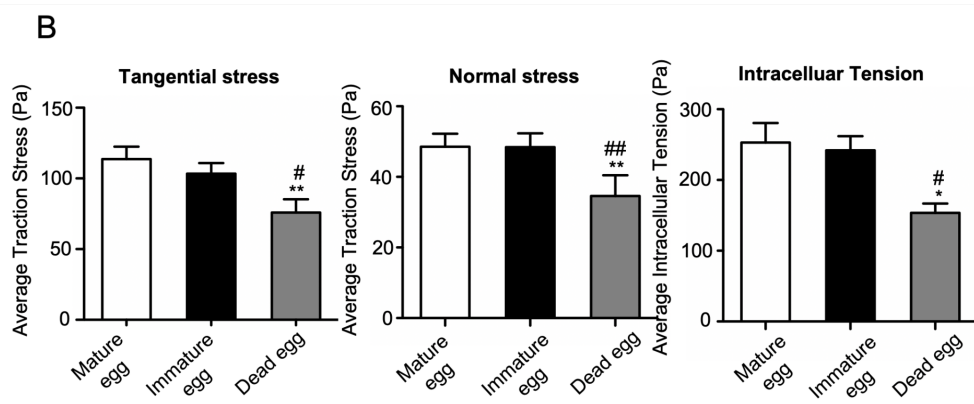 B
Tangential stress
Average Traction Stress (Pa)
150
100
50
0
#
**
Mature
egg
Immature
egg
Dead egg
Normal stress
Average Traction Stress (Pa)
60
40
20
0
##
**
Mature
egg
Immature
egg
Dead egg
Intracelluar Tension
Average Intracellular Tension (Pa)
300
200
100
0
#
*
Mature
egg
Immature
egg
Dead egg